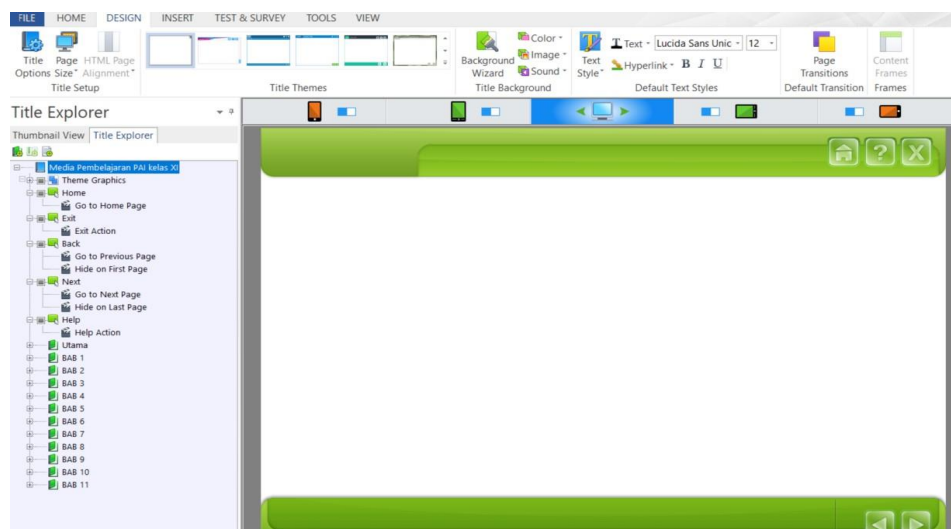 FILE HOME DESIGN INSERT TEST & SURVEY TOOLS VIEW
Title Options
Page Size
HTML Page Alignment
Title Setup
Title Themes
Background Wizard
Color
Image
Sound
Title Background
Text Style
Text Lucida Sans Unic 12
Hyperlink B I U
Default Text Styles
Page Transitions
Default Transition
Content Frames
Frames
Title Explorer
Thumbnail View Title Explorer
Media Pembelajaran PAI kelas XI
Theme Graphics
Home
Go to Home Page
Exit
Exit Action
Back
Go to Previous Page
Hide on First Page
Next
Go to Next Page
Hide on Last Page
Help
Help Action
Utama
BAB 1
BAB 2
BAB 3
BAB 4
BAB 5
BAB 6
BAB 7
BAB 8
BAB 9
BAB 10
BAB 11
?
X